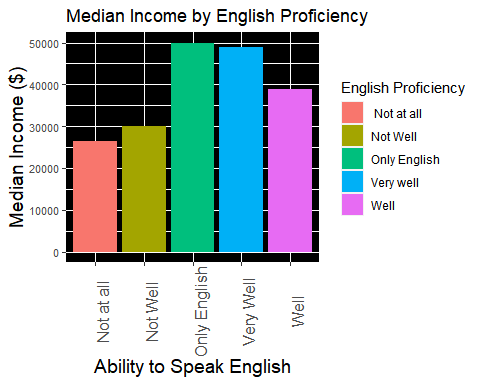 Median Income by English Proficiency
Median Income ($)
50000
40000
30000
20000
10000
0
Not at all
Not Well
Only English
Very Well
Well
Ability to Speak English
English Proficiency
Not at all
Not Well
Only English
Very well
Well